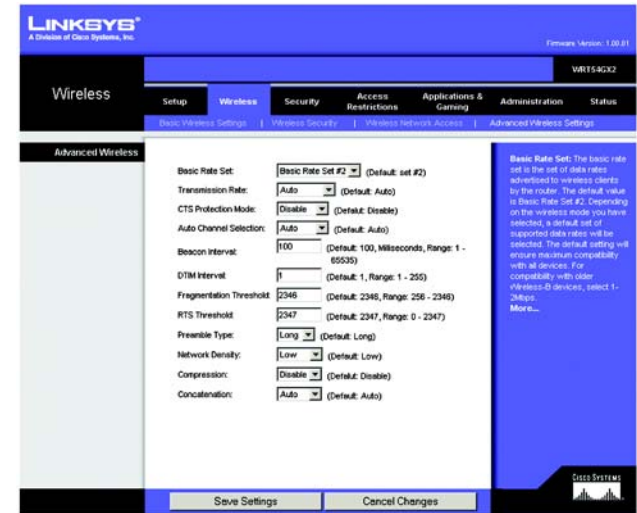 LINKSYS®
A Division of Cisco Systems, Inc.
Firmware Version: 1.00.01
WRT54GX2
Wireless
Setup
Wireless
Security
Access Restrictions
Applications & Gaming
Administration
Status
Basic Wireless Settings | Wireless Security | Wireless Network Access | Advanced Wireless Settings
Advanced Wireless
Basic Rate Set: Basic Rate Set #2 (Default: set #2)
Transmission Rate: Auto (Default: Auto)
CTS Protection Mode: Disable (Defalut: Disable)
Auto Channel Selection: Auto (Default: Auto)
Beacon Interval: 100 (Default: 100, Miliseconds, Range: 1 -
65535)
DTIM Interval: 1 (Default: 1, Range: 1 - 255)
Fragmentation Threshold: 2346 (Default: 2346, Range: 256 - 2346)
RTS Threshold: 2347 (Default: 2347, Range: 0 - 2347)
Preamble Type: Long (Default: Long)
Network Density: Low (Default: Low)
Compression: Disable (Defalut: Disable)
Concatenation: Auto (Default: Auto)
Basic Rate Set: The basic rate
set is the set of data rates
advertised to wireless clients
by the router. The default value
is Basic Rate Set #2. Depending
on the wireless mode you have
selected, a default set of
supported data rates will be
selected. The default setting will
ensure maximum compatibility
with all devices. For
compatibility with older
Wireless-B devices, select 1-
2Mbps.
More...
Save Settings
Cancel Changes
CISCO SYSTEMS